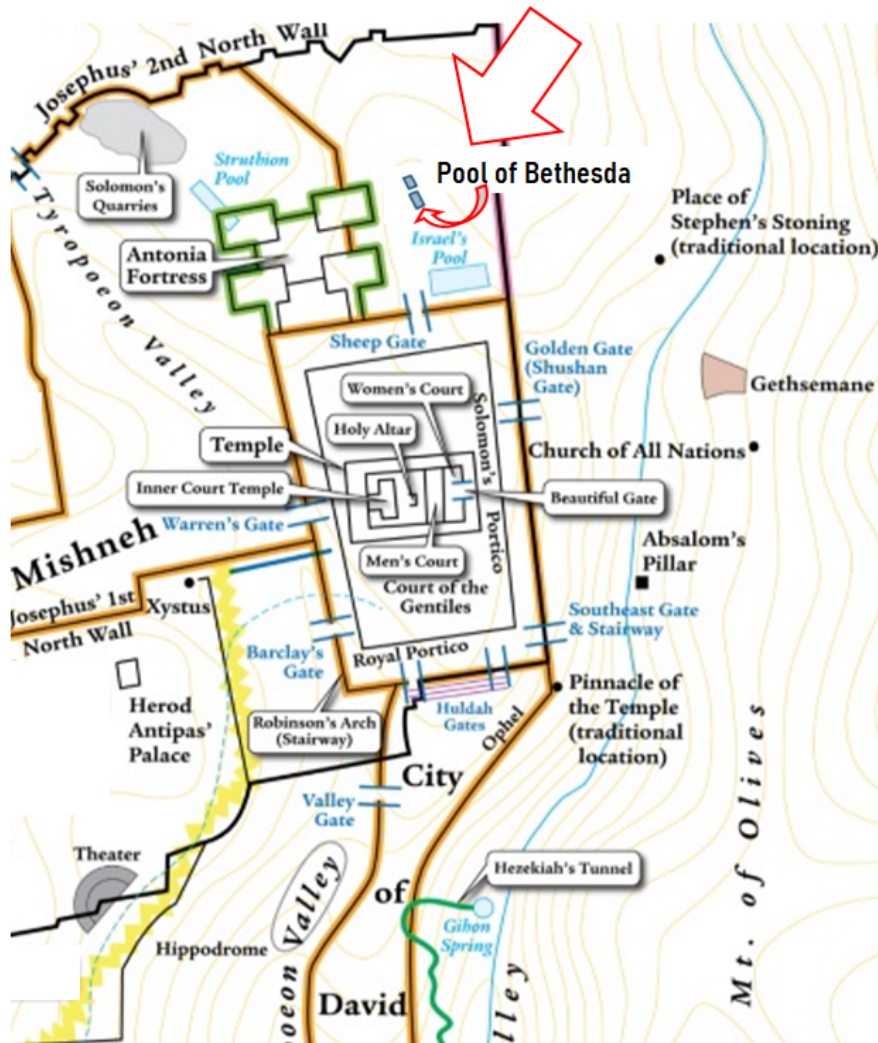 Josephus' 2nd North Wall
Solomon's
Quarries
Struthion
Pool
Pool of Bethesda
Israel's
Pool
Place of
Stephen's Stoning
(traditional location)
Tyropoeon Valley
Antonia
Fortress
Sheep Gate
Golden Gate
(Shushan
Gate)
Gethsemane
Women's Court
Holy Altar
Solomon's Portico
Temple
Church of All Nations
Inner Court Temple
Beautiful Gate
Warren's Gate
Mishneh
Men's Court
Court of the
Gentiles
Absalom's
Pillar
Josephus' 1st
North Wall
Xystus
Southeast Gate
& Stairway
Barclay's
Gate
Royal Portico
Herod
Antipas'
Palace
Robinson's Arch
(Stairway)
Huldah
Gates
Ophel
Pinnacle of
the Temple
(traditional
location)
City
Valley
Gate
Mt. of Olives
Theater
Hezekiah's Tunnel
of
Gihon
Spring
Hippodrome
poeon Valley
David
lley